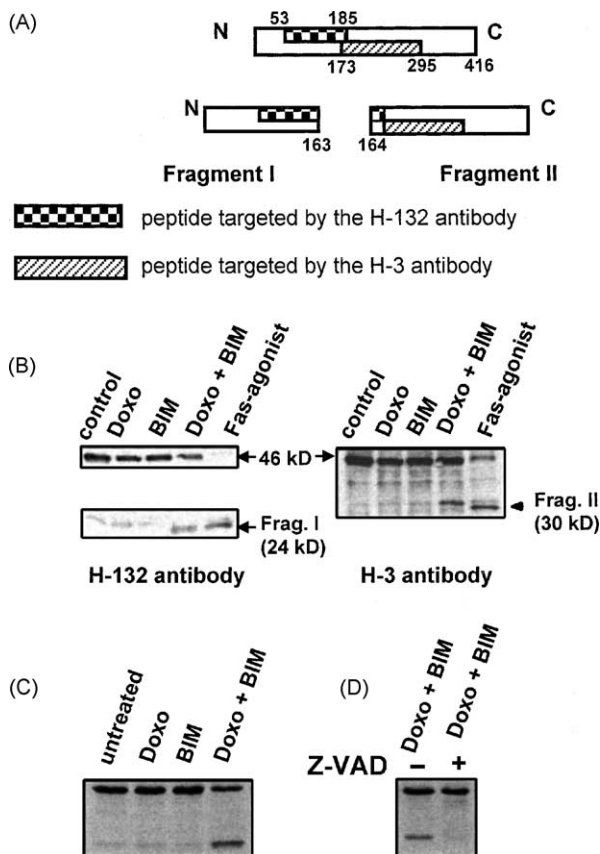 (A)
N 53 185 C
173 295 416
N C
163 164
Fragment I Fragment II
peptide targeted by the H-132 antibody
peptide targeted by the H-3 antibody
(B)
control Doxo BIM Doxo + BIM Fas-agonist
control Doxo BIM Doxo + BIM Fas-agonist
46 kD
Frag. I
(24 kD)
Frag. II
(30 kD)
H-132 antibody H-3 antibody
(C)
untreated Doxo BIM Doxo + BIM
(D)
Doxo + BIM Doxo + BIM
Z-VAD − +